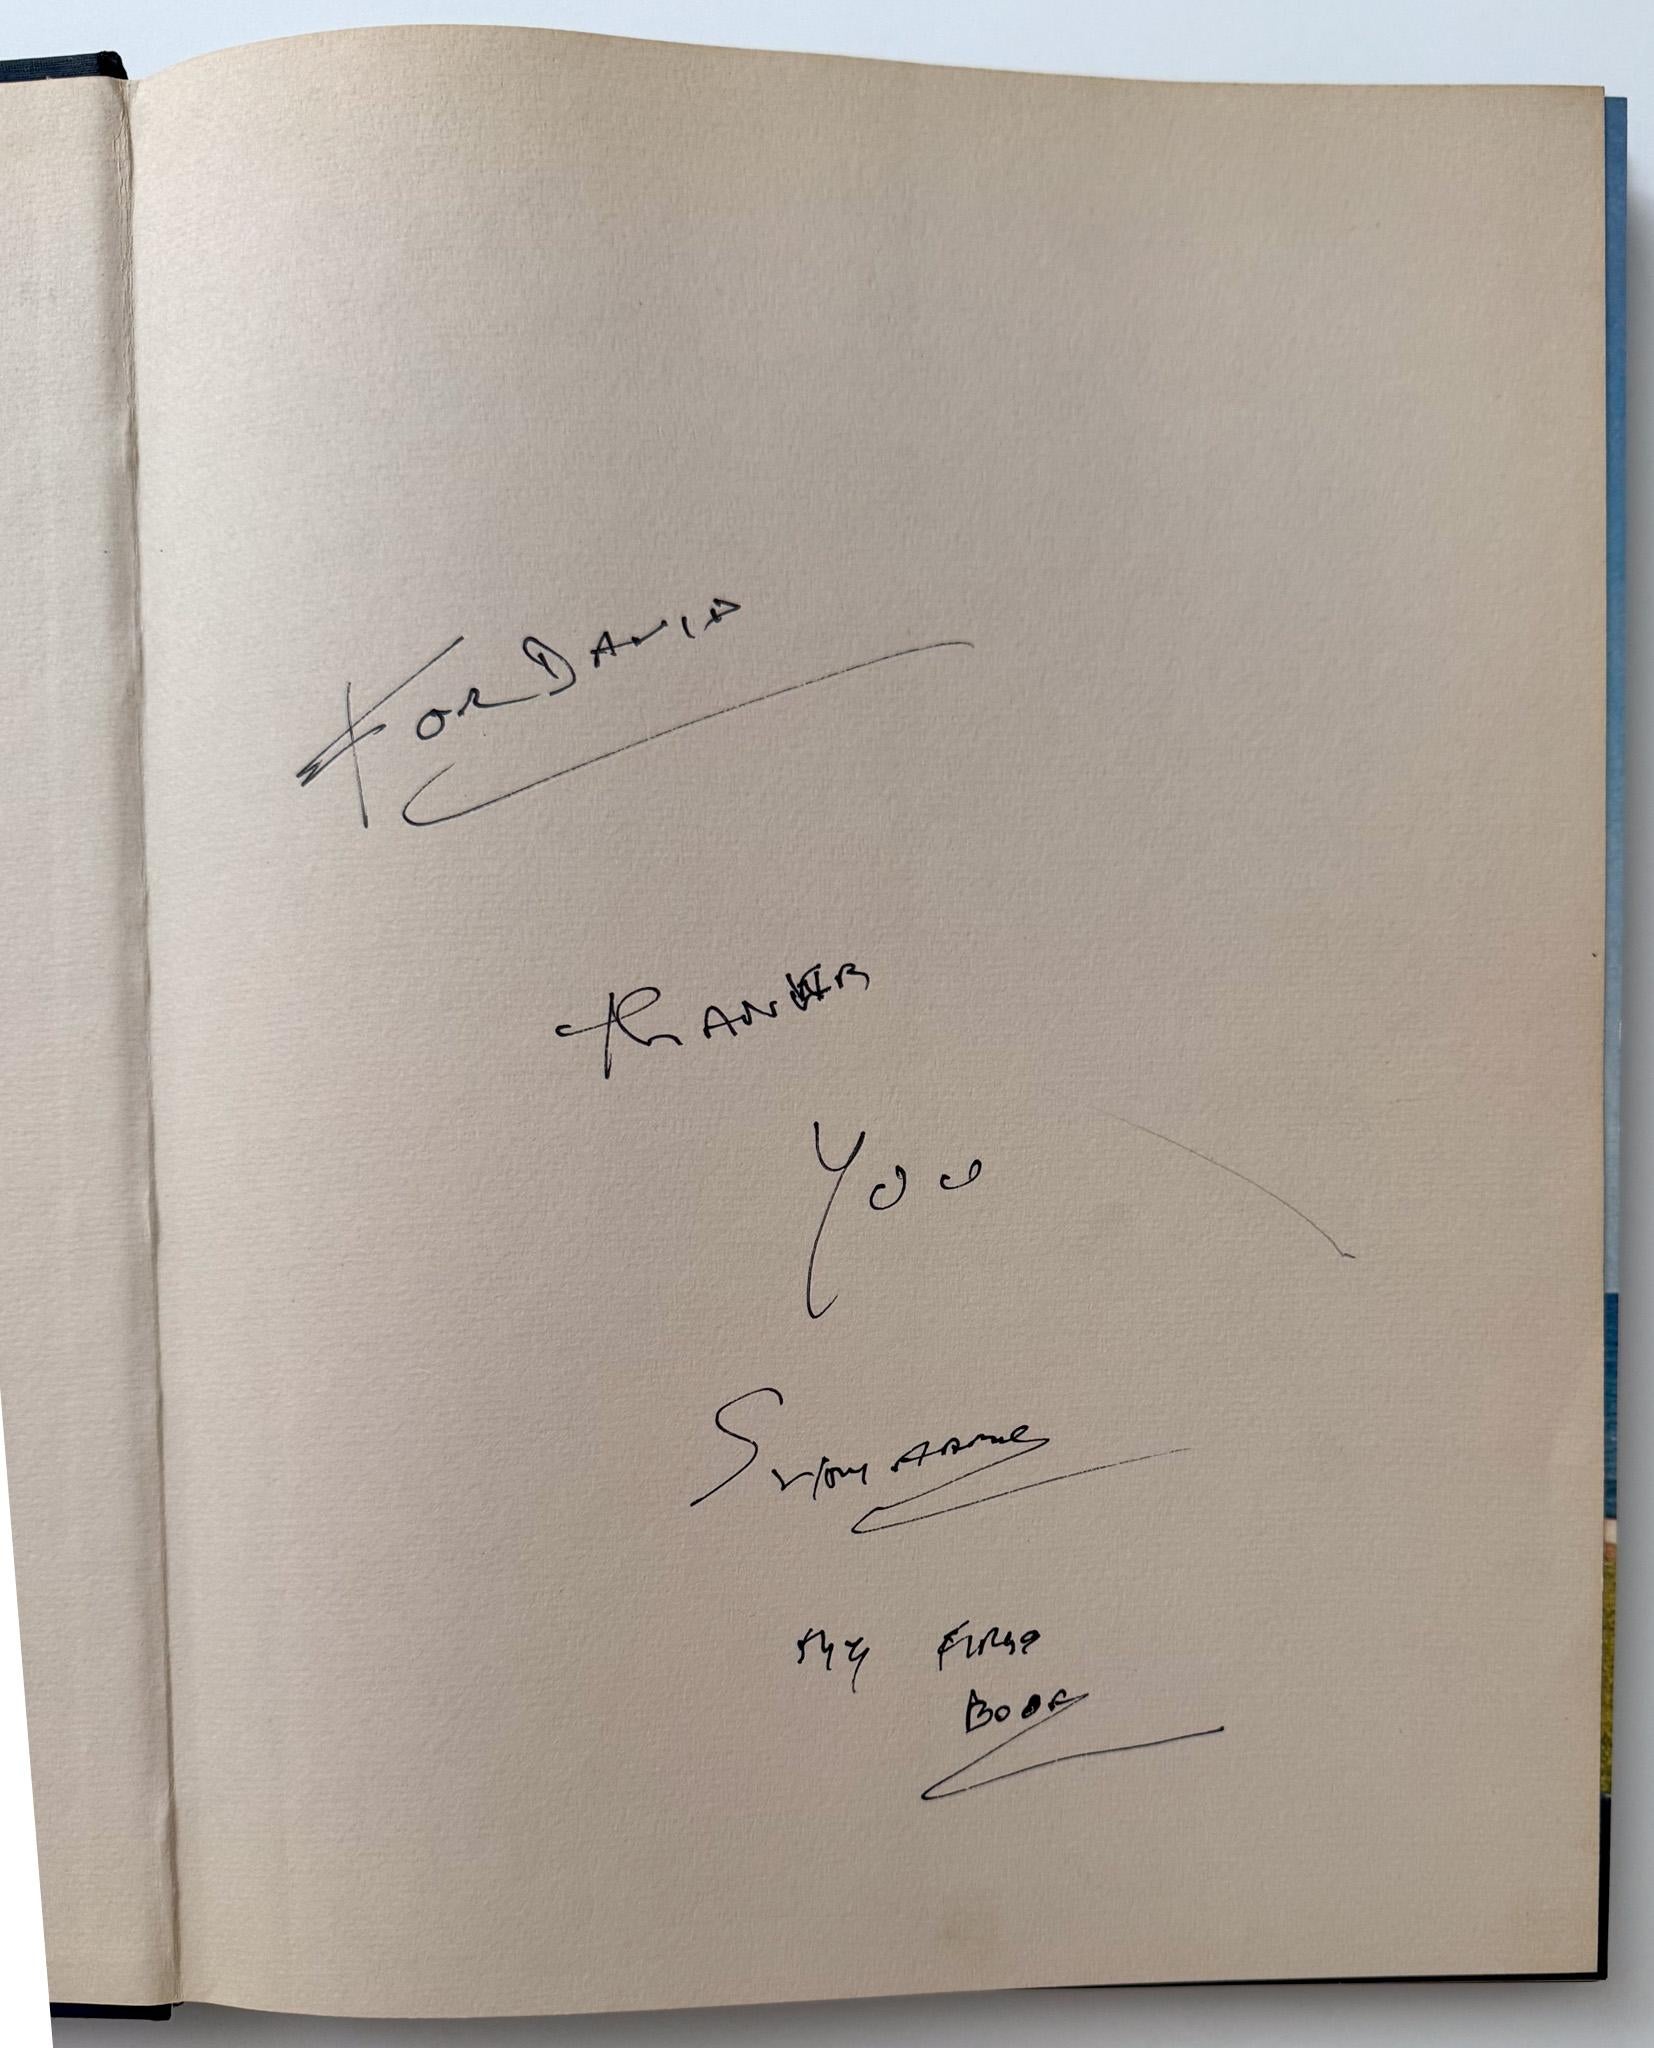 FOR DAVID
THANK
YOU
MY FIRST
BOOK